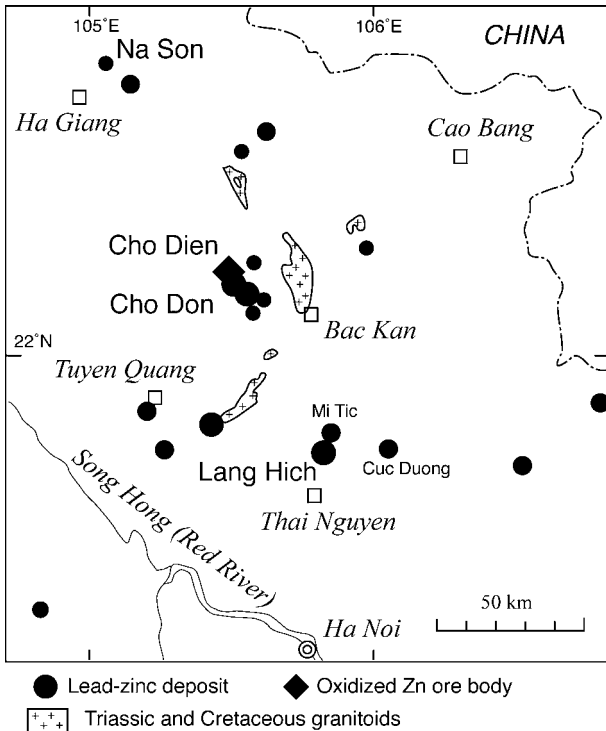 105°E
106°E
Na Son
CHINA
Ha Giang
Cao Bang
Cho Dien
Cho Don
Bac Kan
22°N
Tuyen Quang
Mi Tic
Lang Hich
Cuc Duong
Thai Nguyen
Song Hong (Red River)
50 km
Ha Noi
Lead-zinc deposit
Oxidized Zn ore body
Triassic and Cretaceous granitoids